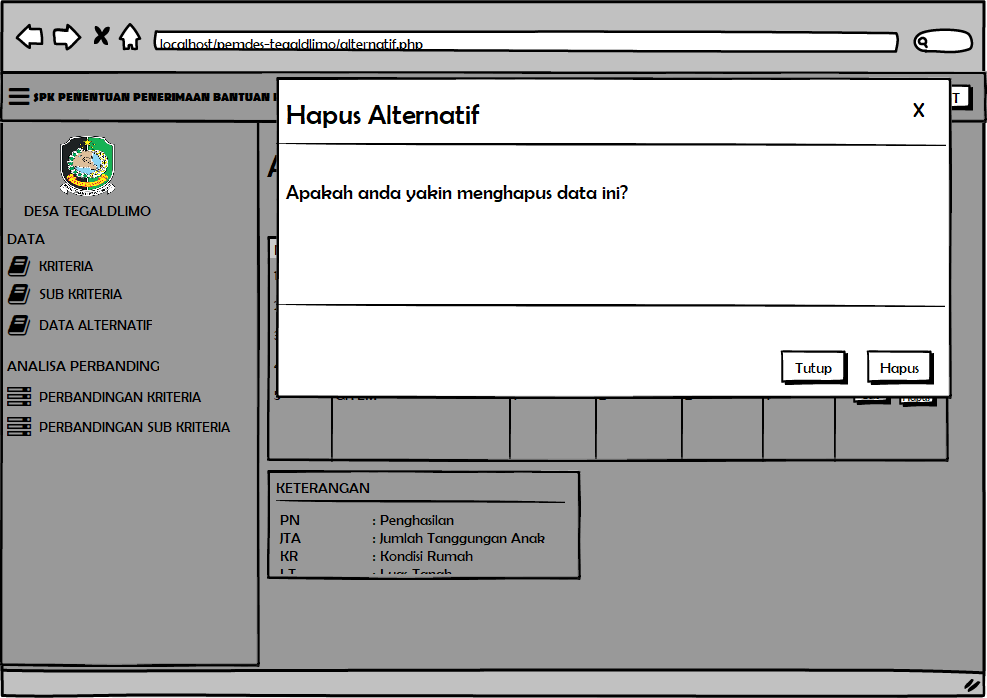 localhost/pemdes-tegaldlimo/alternatif.php
SPK PENENTUAN PENERIMAAN BANTUAN
T
Hapus Alternatif
X
Apakah anda yakin menghapus data ini?
Tutup
Hapus
DESA TEGALDLIMO
DATA
KRITERIA
SUB KRITERIA
DATA ALTERNATIF
ANALISA PERBANDING
PERBANDINGAN KRITERIA
PERBANDINGAN SUB KRITERIA
KETERANGAN
PN : Penghasilan
JTA : Jumlah Tanggungan Anak
KR : Kondisi Rumah
LT : Luas Tanah